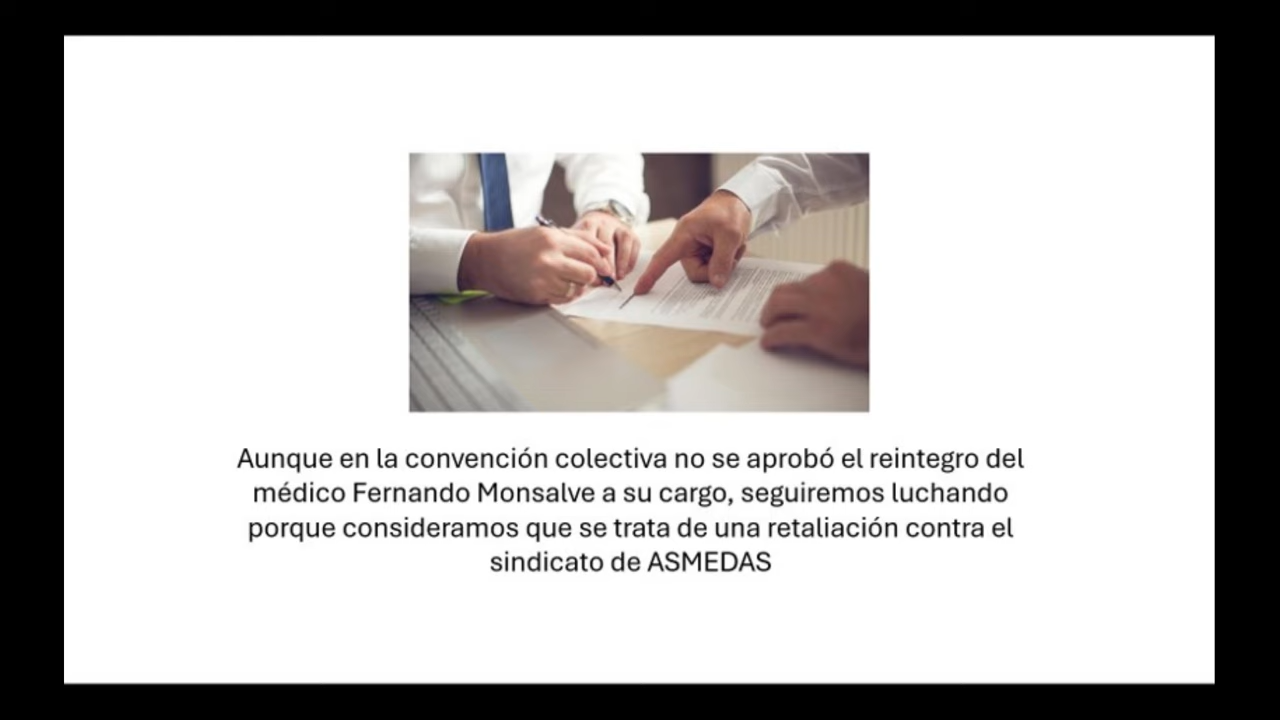 Aunque en la convención colectiva no se aprobó el reintegro del
médico Fernando Monsalve a su cargo, seguiremos luchando
porque consideramos que se trata de una retaliación contra el
sindicato de ASMEDAS